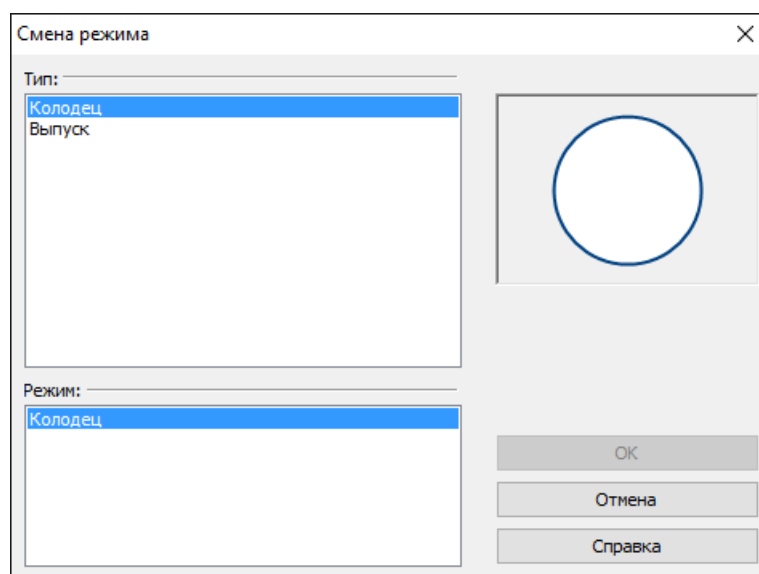 Смена режима
Тип:
Колодец
Выпуск
Режим:
Колодец
OK
Отмена
Справка